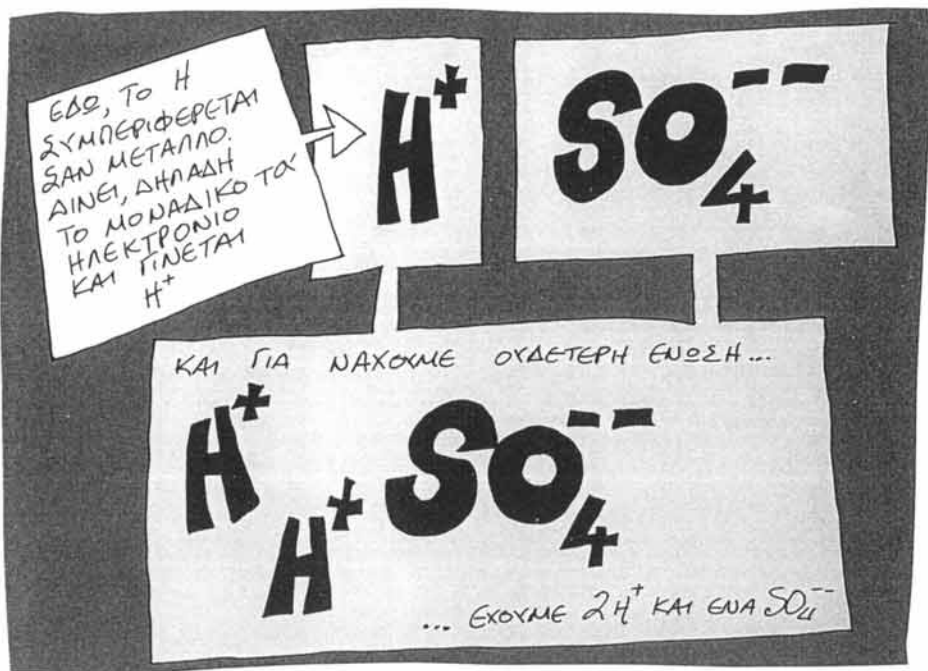 ΕΔΩ, ΤΟ Η
ΣΥΜΠΕΡΙΦΕΡΕΤΑΙ
ΣΑΝ ΜΕΤΑΛΛΟ.
ΔΙΝΕΙ, ΔΗΛΑΔΗ
ΤΟ ΜΟΝΑΔΙΚΟ ΤΟΥ
ΗΛΕΚΤΡΟΝΙΟ
ΚΑΙ ΓΙΝΕΤΑΙ
H⁺
H⁺
SO₄⁻⁻
ΚΑΙ ΓΙΑ ΝΑΧΟΥΜΕ ΟΥΔΕΤΕΡΗ ΕΝΩΣΗ...
H⁺ H⁺ SO₄⁻⁻
... ΕΧΟΥΜΕ 2H⁺ ΚΑΙ ΕΝΑ SO₄⁻⁻